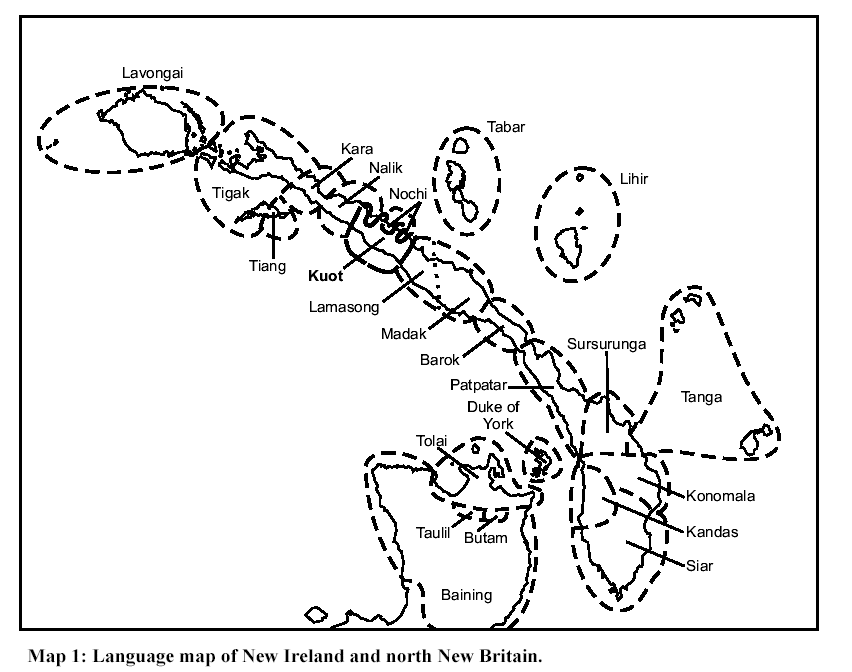 Lavongai
Tabar
Kara
Nalik
Lihir
Tigak
Nochi
Tiang
Kuot
Lamasong
Madak
Sursurunga
Barok
Patpatar
Tanga
Duke of
York
Tolai
Konomala
Taulil
Butam
Kandas
Siar
Baining
Map 1: Language map of New Ireland and north New Britain.